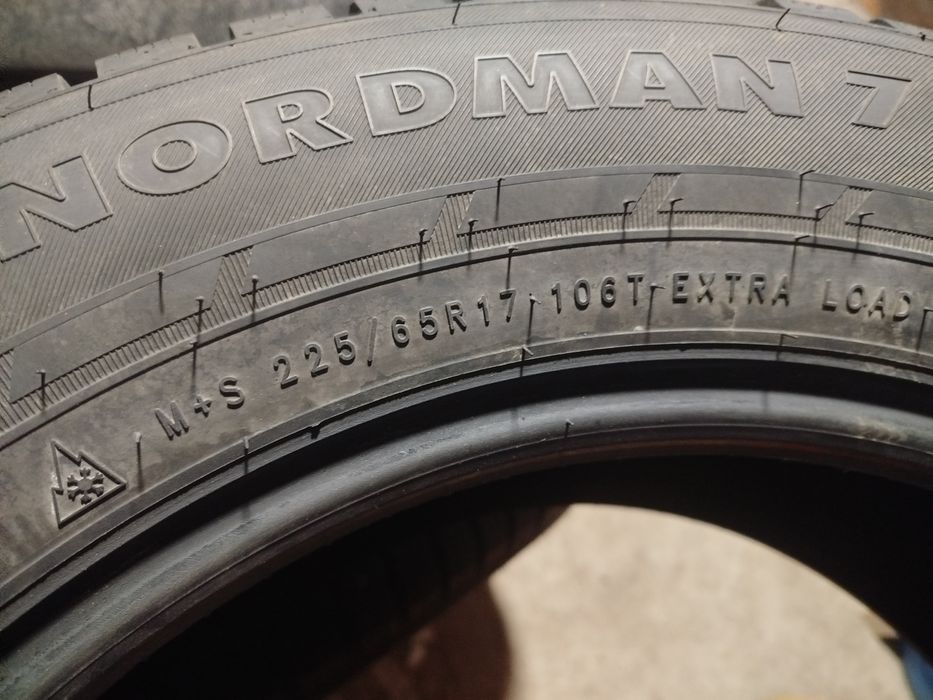 NORDMAN 7
M+S 225/65R17 106T EXTRA LOAD